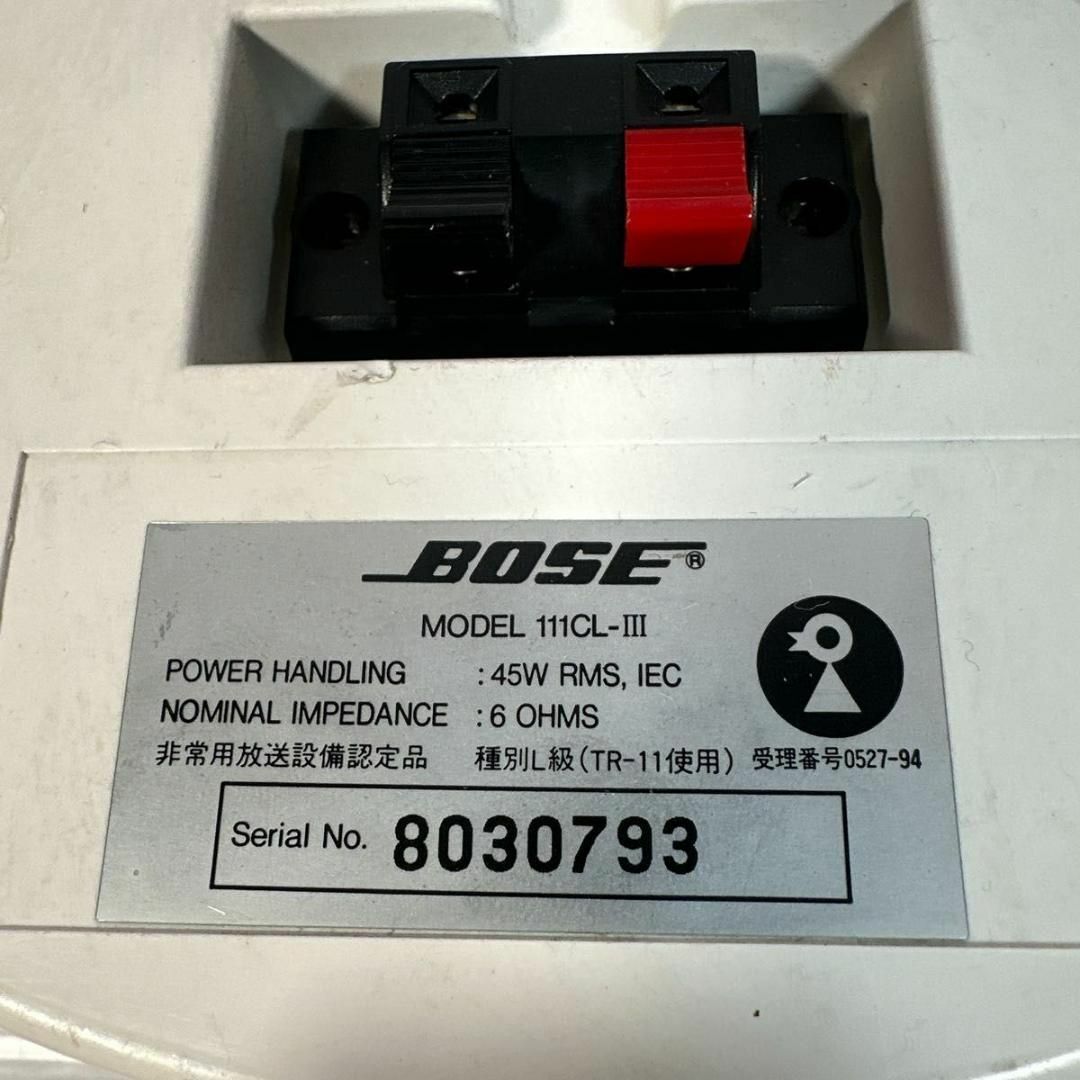 BOSE®
MODEL 111CL-III
POWER HANDLING : 45W RMS, IEC
NOMINAL IMPEDANCE : 6 OHMS
非常用放送設備認定品 種別L級(TR-11使用) 受理番号0527-94
Serial No. 8030793